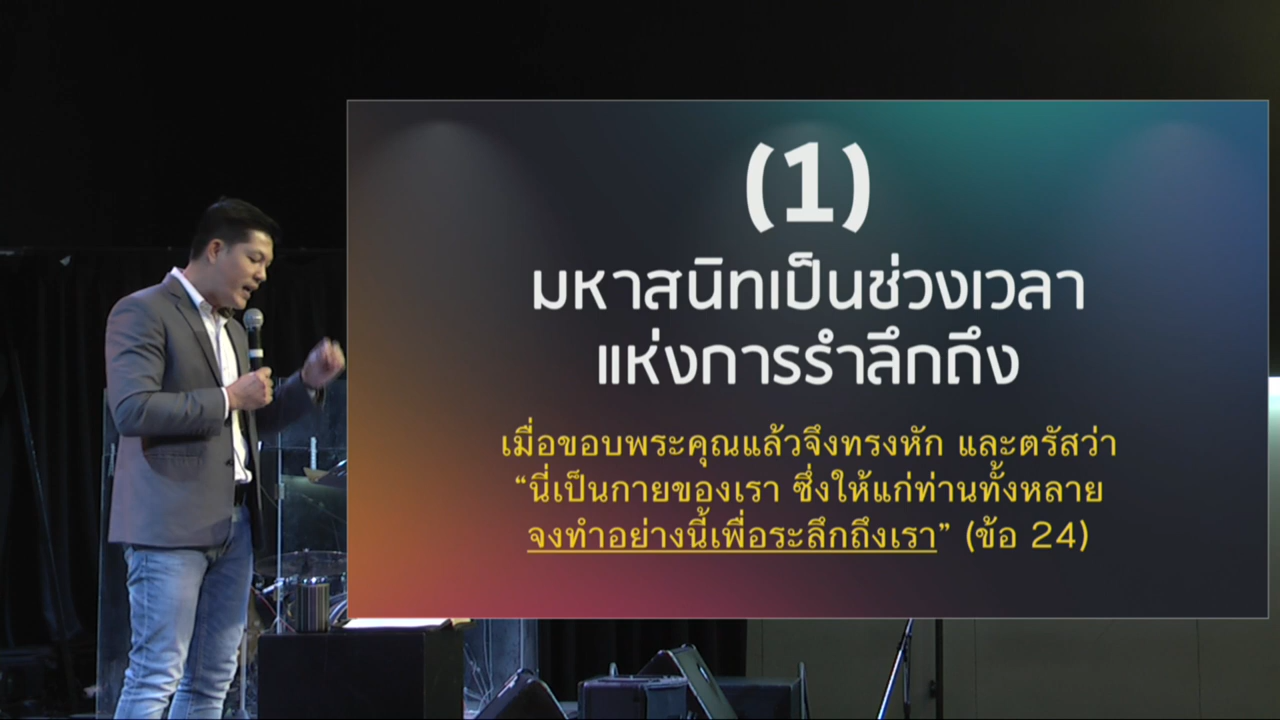 (1)
มหาสนิทเป็นช่วงเวลา
แห่งการรำลึกถึง
เมื่อขอบพระคุณแล้วจึงทรงหัก และตรัสว่า
“นี่เป็นกายของเรา ซึ่งให้แก่ท่านทั้งหลาย
จงทำอย่างนี้เพื่อระลึกถึงเรา” (ข้อ 24)